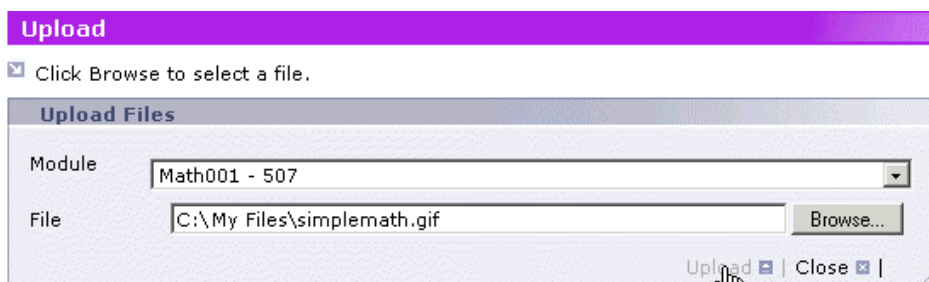 Upload
Click Browse to select a file.
Upload Files
Module
Math001 - 507
File
C:\My Files\simplemath.gif
Browse...
Upload | Close |